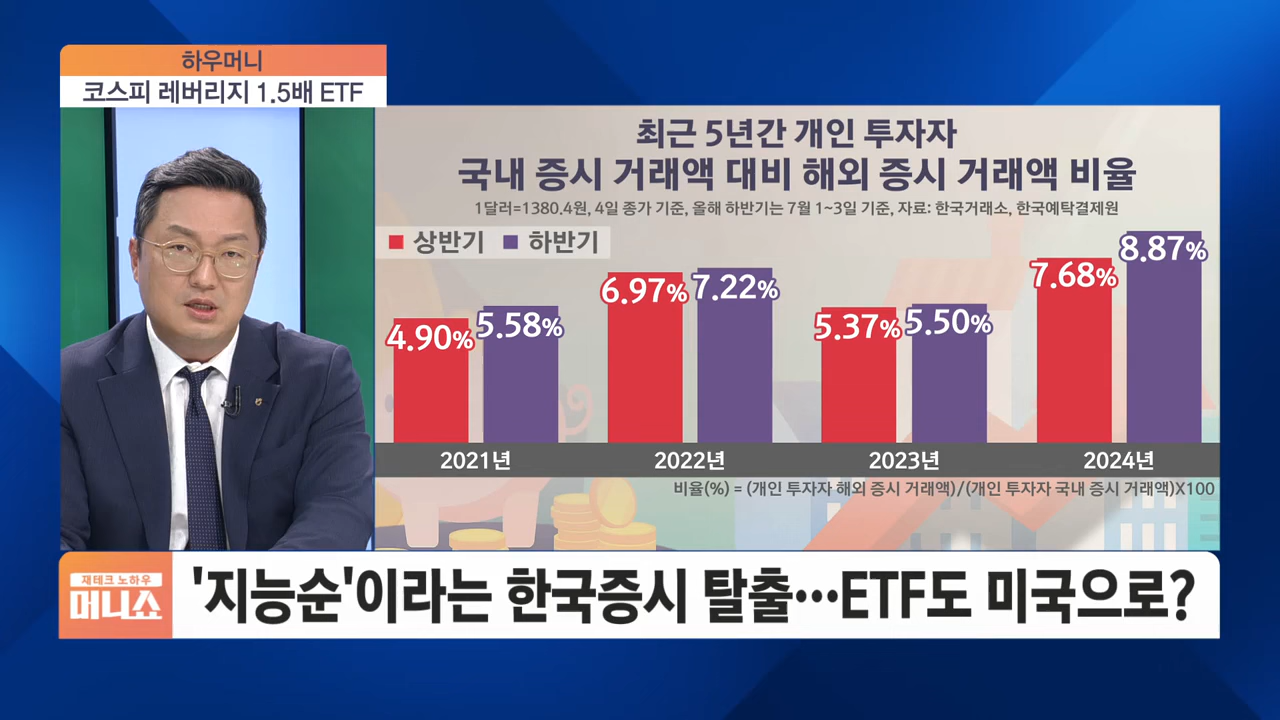 하우머니
코스피 레버리지 1.5배 ETF
최근 5년간 개인 투자자
국내 증시 거래액 대비 해외 증시 거래액 비율
1달러=1380.4원, 4일 종가 기준, 올해 하반기는 7월 1~3일 기준, 자료: 한국거래소, 한국예탁결제원
상반기 하반기
4.90% 5.58% 6.97% 7.22% 5.37% 5.50% 7.68% 8.87%
2021년 2022년 2023년 2024년
비율(%) = (개인 투자자 해외 증시 거래액)/(개인 투자자 국내 증시 거래액)X100
재테크 노하우
머니쇼
'지능순'이라는 한국증시 탈출…ETF도 미국으로?